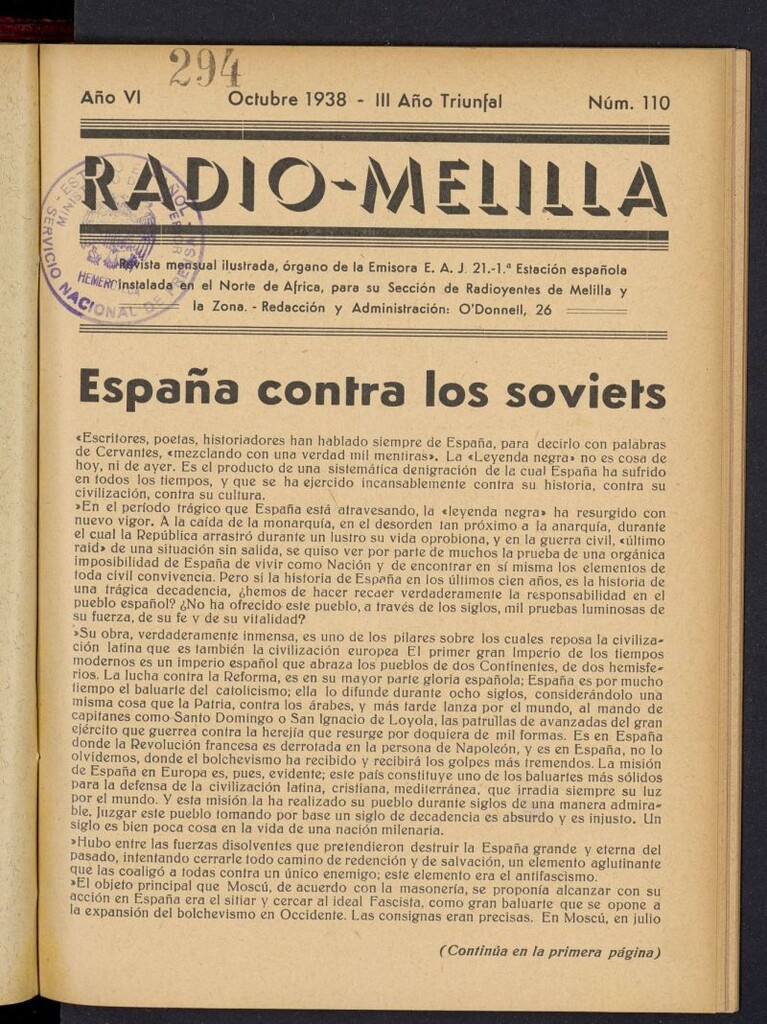 294
Año VI Octubre 1938 - III Año Triunfal Núm. 110
RADIO-MELILLA
Revista mensual ilustrada, órgano de la Emisora E. A. J. 21.-1.ª Estación española
instalada en el Norte de Africa, para su Sección de Radioyentes de Melilla y
la Zona. - Redacción y Administración: O'Donnell, 26
SERVICIO NACIONAL DE
España contra los soviets
«Escritores, poetas, historiadores han hablado siempre de España, para decirlo con palabras
de Cervantes, «mezclando con una verdad mil mentiras». La «Leyenda negra» no es cosa de
hoy, ni de ayer. Es el producto de una sistemática denigración de la cual España ha sufrido
en todos los tiempos, y que se ha ejercido incansablemente contra su historia, contra su
civilización, contra su cultura.
»En el período trágico que España está atravesando, la «leyenda negra» ha resurgido con
nuevo vigor. A la caída de la monarquía, en el desorden tan próximo a la anarquía, durante
el cual la República arrastró durante un lustro su vida oprobiona, y en la guerra civil, «último
raid» de una situación sin salida, se quiso ver por parte de muchos la prueba de una orgánica
imposibilidad de España de vivir como Nación y de encontrar en sí misma los elementos de
toda civil convivencia. Pero si la historia de España en los últimos cien años, es la historia de
una trágica decadencia, ¿hemos de hacer recaer verdaderamente la responsabilidad en el
pueblo español? ¿No ha ofrecido este pueblo, a través de los siglos, mil pruebas luminosas de
su fuerza, de su fe y de su vitalidad?
»Su obra, verdaderamente inmensa, es uno de los pilares sobre los cuales reposa la civiliza-
ción latina que es también la civilización europea El primer gran Imperio de los tiempos
modernos es un imperio español que abraza los pueblos de dos Continentes, de dos hemisfe-
rios. La lucha contra la Reforma, es en su mayor parte gloria española; España es por mucho
tiempo el baluarte del catolicismo; ella lo difunde durante ocho siglos, considerándolo una
misma cosa que la Patria, contra los árabes, y más tarde lanza por el mundo, al mando de
capitanes como Santo Domingo o San Ignacio de Loyola, las patrullas de avanzadas del gran
ejército que guerrea contra la herejía que resurge por doquiera de mil formas. Es en España
donde la Revolución francesa es derrotada en la persona de Napoleón, y es en España, no lo
olvidemos, donde el bolchevismo ha recibido y recibirá los golpes más tremendos. La misión
de España en Europa es, pues, evidente; este país constituye uno de los baluartes más sólidos
para la defensa de la civilización latina, cristiana, mediterránea, que irradia siempre su luz
por el mundo. Y esta misión la ha realizado su pueblo durante siglos de una manera admira-
ble. Juzgar este pueblo tomando por base un siglo de decadencia es absurdo y es injusto. Un
siglo es bien poca cosa en la vida de una nación milenaria.
»Hubo entre las fuerzas disolventes que pretendieron destruir la España grande y eterna del
pasado, intentando cerrarle todo camino de redención y de salvación, un elemento aglutinante
que las coaligó a todas contra un único enemigo; este elemento era el antifascismo.
»El objeto principal que Moscú, de acuerdo con la masonería, se proponía alcanzar con su
acción en España era el sitiar y cercar al ideal Fascista, como gran baluarte que se opone a
la expansión del bolchevismo en Occidente. Las consignas eran precisas. En Moscú, en julio
(Continúa en la primera página)